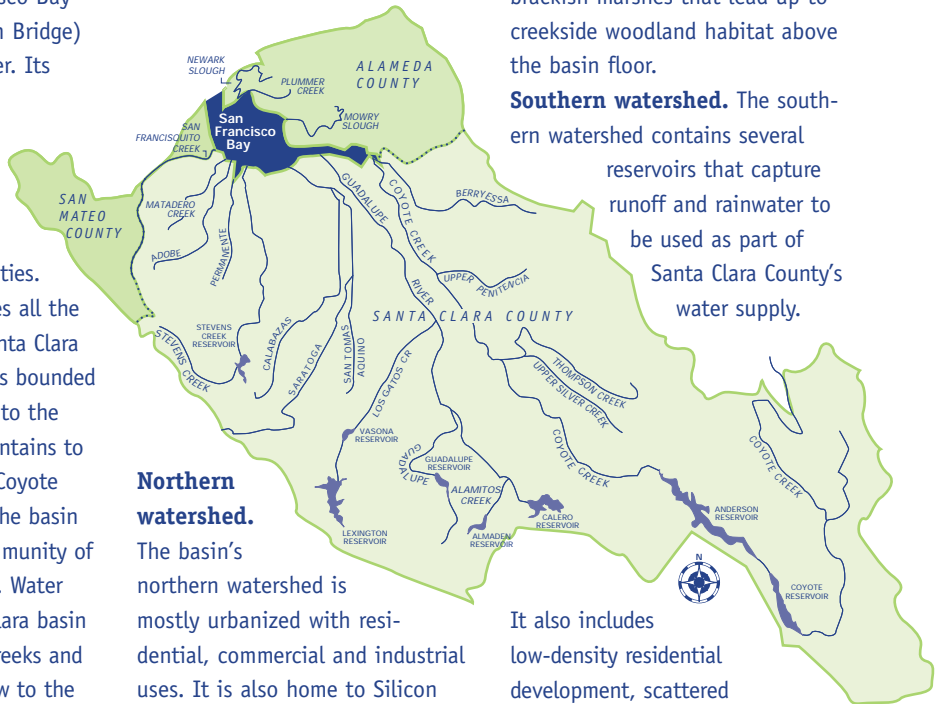 sco Bay
n Bridge)
er. Its
ties.
es all the
nta Clara
s bounded
to the
ntains to
Coyote
he basin
munity of
. Water
lara basin
reeks and
w to the
Northern
watershed.
The basin's
northern watershed is
mostly urbanized with resi-
dential, commercial and industrial
uses. It is also home to Silicon
brackish marshes that lead up to
creekside woodland habitat above
the basin floor.
Southern watershed. The south-
ern watershed contains several
reservoirs that capture
runoff and rainwater to
be used as part of
Santa Clara County's
water supply.
It also includes
low-density residential
development, scattered
NEWARK
SLOUGH
PLUMMER
CREEK
ALAMEDA
COUNTY
MOWRY
SLOUGH
San
Francisco
Bay
SAN
FRANCISQUITO
CREEK
SAN
MATEO
COUNTY
MATADERO
CREEK
ADOBE
PERMANENTE
GUADALUPE
RIVER
COYOTE CREEK
BERRYESSA
UPPER
PENITENCIA
SANTA CLARA COUNTY
STEVENS
CREEK
RESERVOIR
STEVENS
CREEK
CALABAZAS
SARATOGA
SAN TOMAS
AQUINO
LOS GATOS CR
THOMPSON CREEK
UPPER SILVER CREEK
VASONA
RESERVOIR
GUADALUPE
GUADALUPE
RESERVOIR
ALAMITOS
CREEK
COYOTE CREEK
COYOTE CREEK
LEXINGTON
RESERVOIR
ALMADEN
RESERVOIR
CALERO
RESERVOIR
ANDERSON
RESERVOIR
N
COYOTE
RESERVOIR